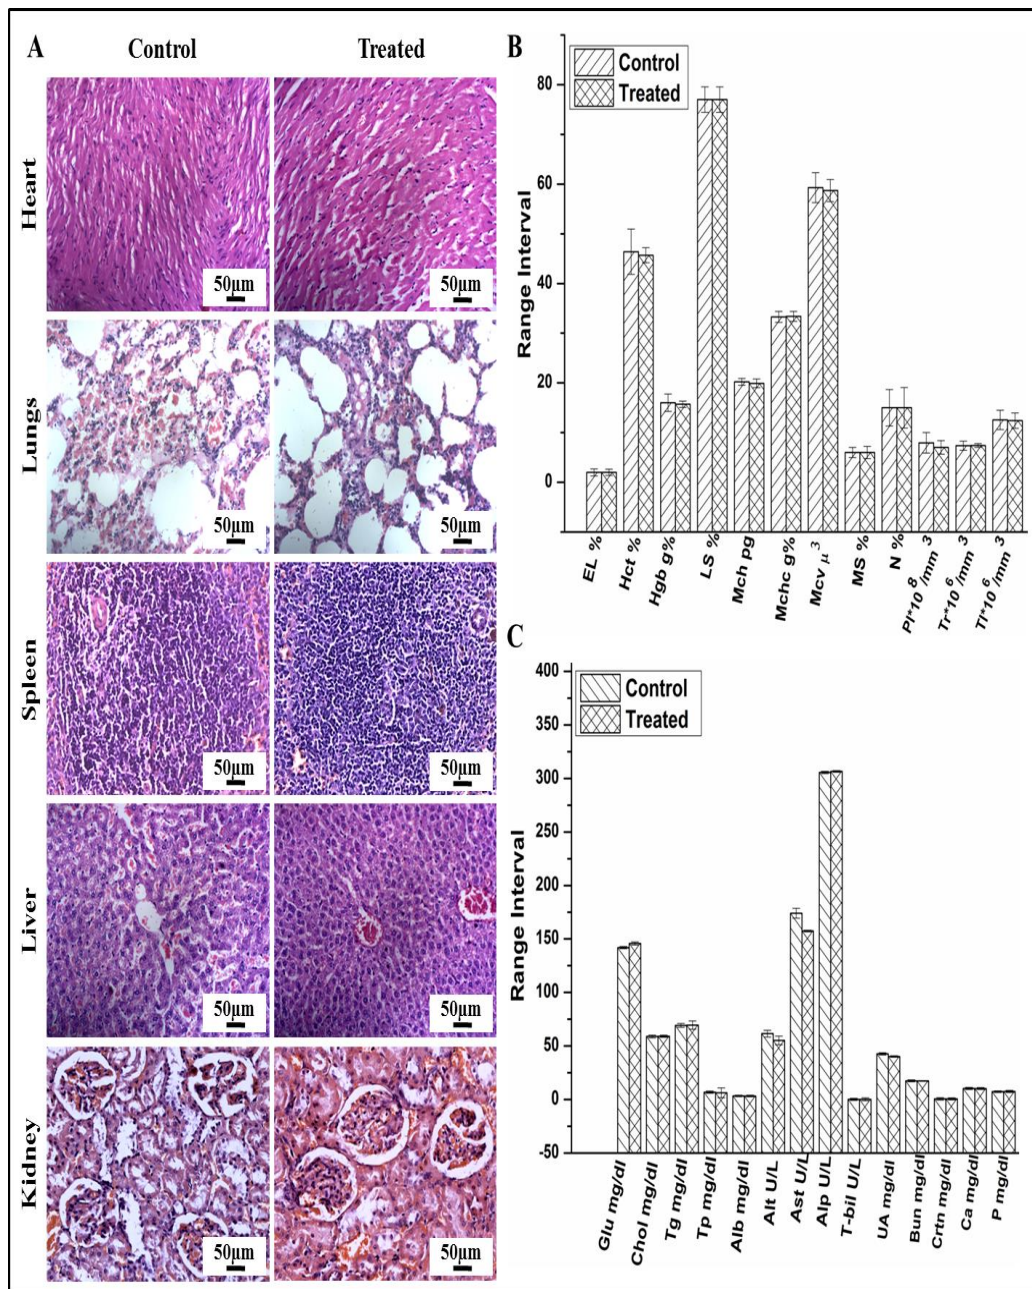 A
Control
Treated
Heart
50µm
50µm
Lungs
50µm
50µm
Spleen
50µm
50µm
Liver
50µm
50µm
Kidney
50µm
50µm
B
Control
Treated
Range Interval
80
60
40
20
0
EL %
Hct %
Hgb g%
LS %
Mch pg
Mchc g%
Mcv µ 3
MS %
N %
Pl*10 8 /mm 3
Tr*10 6 /mm 3
Tl*10 6 /mm 3
C
Control
Treated
Range Interval
400
350
300
250
200
150
100
50
0
-50
Glu mg/dl
Chol mg/dl
Tg mg/dl
Tp mg/dl
Alb mg/dl
Alt U/L
Ast U/L
Alp U/L
T-bil U/L
UA mg/dl
Bun mg/dl
Crtn mg/dl
Ca mg/dl
P mg/dl